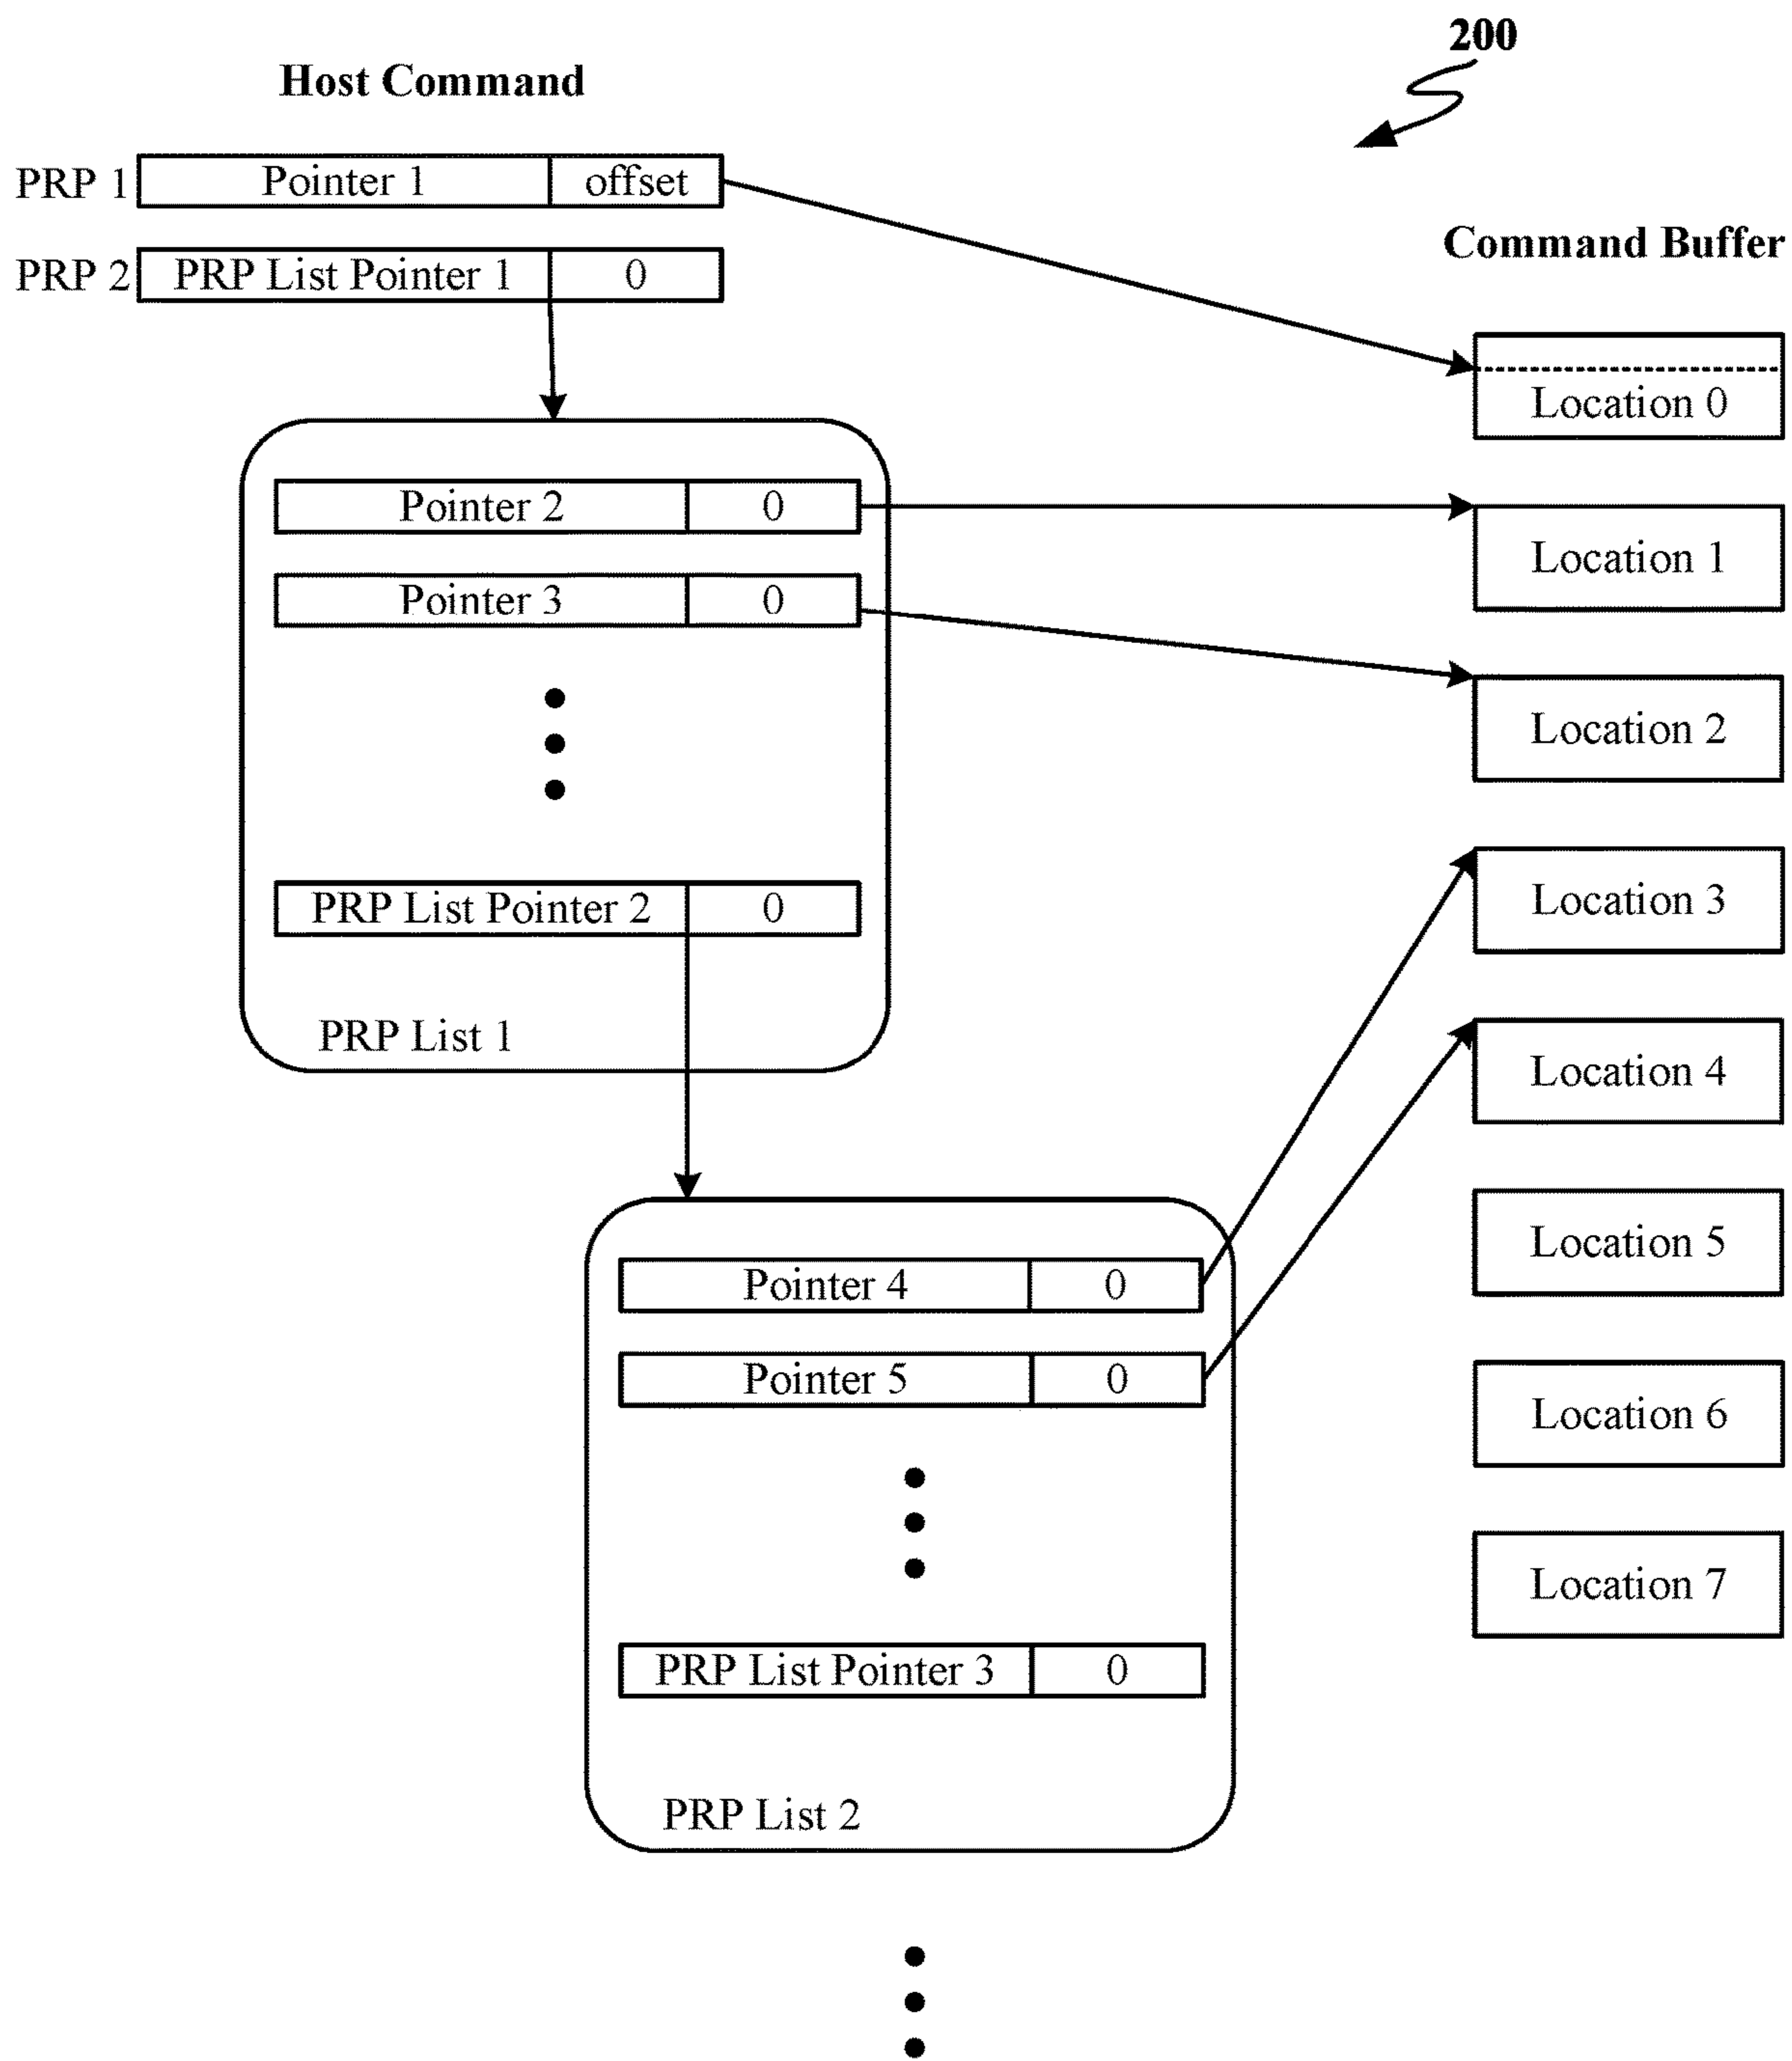 200
Host Command
PRP 1 Pointer 1 offset
PRP 2 PRP List Pointer 1 0
Pointer 2 0
Pointer 3 0
PRP List Pointer 2 0
PRP List 1
Pointer 4 0
Pointer 5 0
PRP List Pointer 3 0
PRP List 2
Command Buffer
Location 0
Location 1
Location 2
Location 3
Location 4
Location 5
Location 6
Location 7